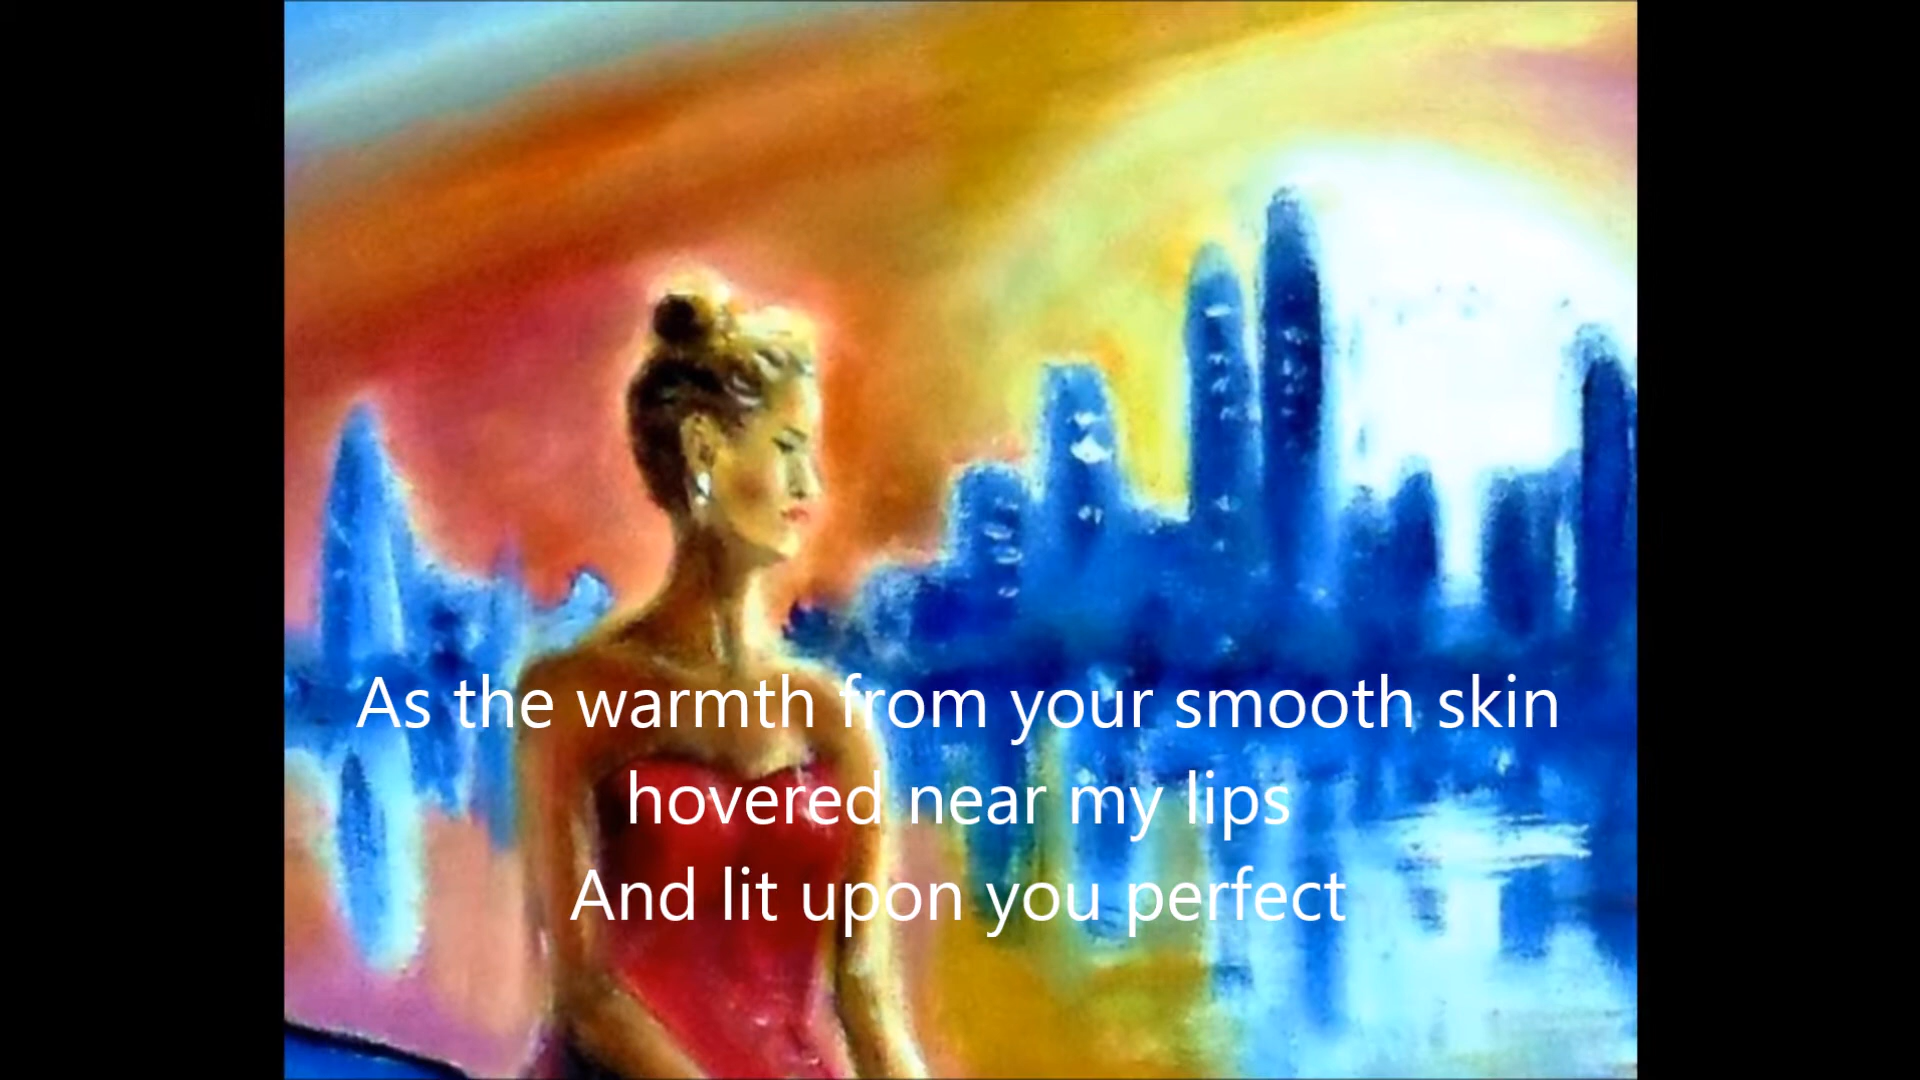 As the warmth from your smooth skin
hovered near my lips
And lit upon you perfect